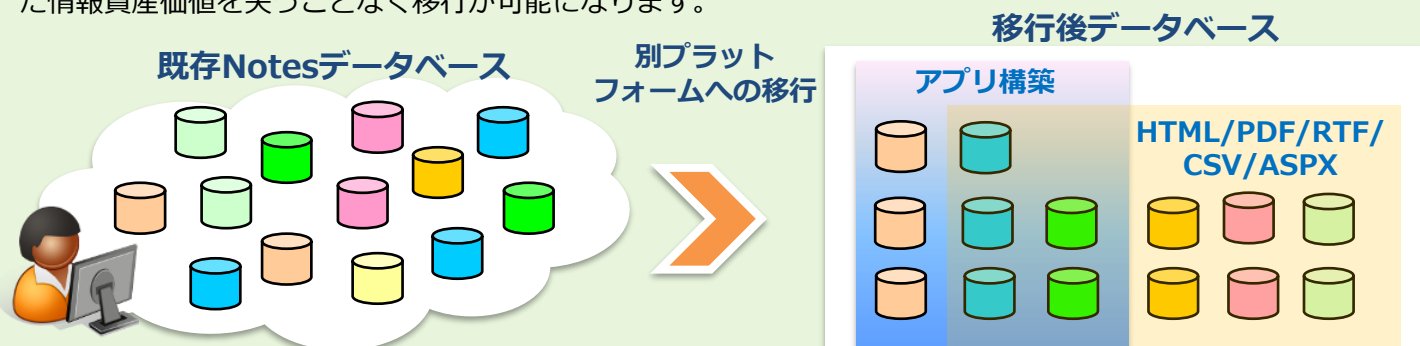 た情報資産価値を失うことなく移行が可能になります。
既存Notesデータベース
別プラット
フォームへの移行
移行後データベース
アプリ構築
HTML/PDF/RTF/
CSV/ASPX